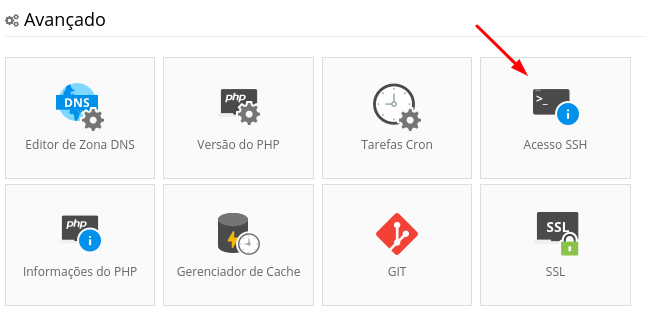 Avançado
DNS
php
>_
i
Editor de Zona DNS
Versão do PHP
Tarefas Cron
Acesso SSH
php
i
SSL
Informações do PHP
Gerenciador de Cache
GIT
SSL